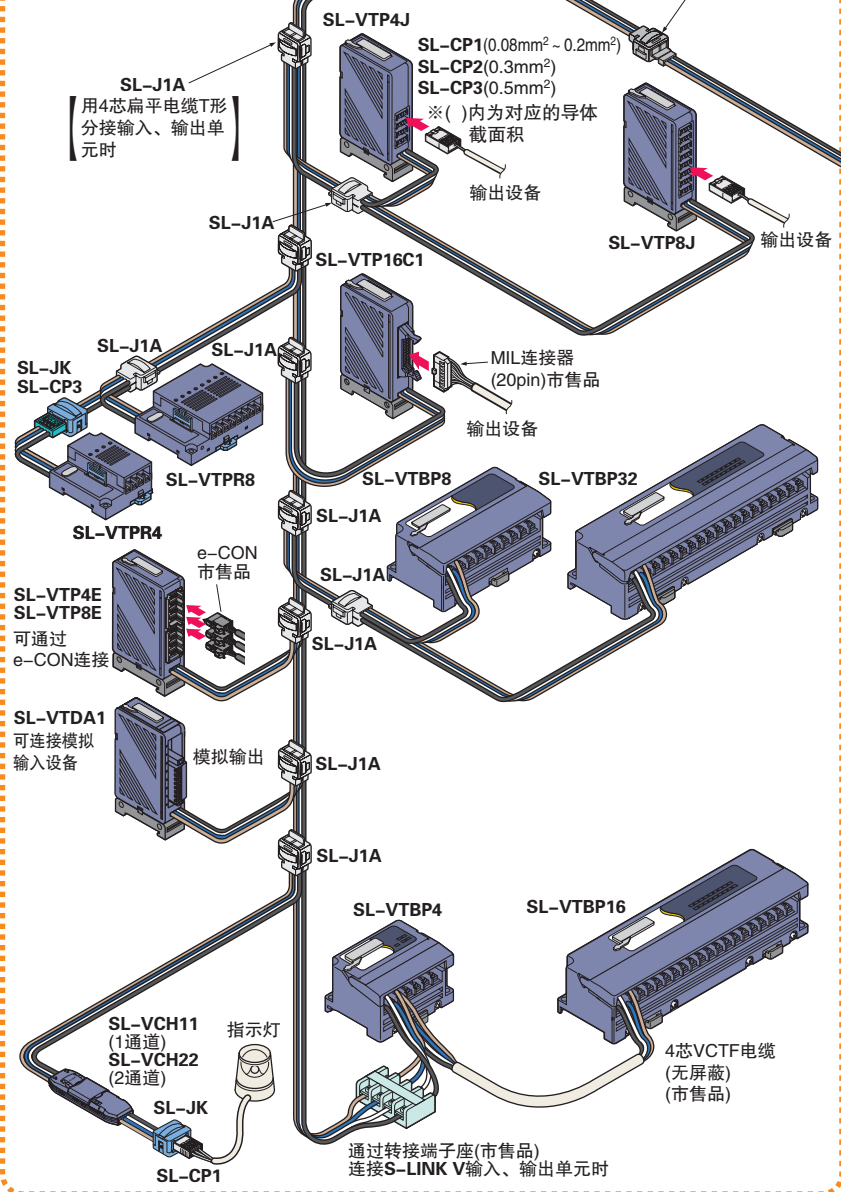 SL-VTP4J
SL-CP1(0.08mm²~0.2mm²)
SL-CP2(0.3mm²)
SL-CP3(0.5mm²)
※( )内为对应的导体
截面积
SL-J1A
【用4芯扁平电缆T形
分接输入、输出单
元时】
输出设备
SL-J1A
SL-VTP8J
输出设备
SL-VTP16C1
SL-J1A
SL-J1A
SL-JK
SL-CP3
MIL连接器
(20pin)市售品
输出设备
SL-VTPR8
SL-VTPR4
SL-VTBP8
SL-VTBP32
SL-J1A
SL-J1A
e-CON
市售品
SL-VTP4E
SL-VTP8E
可通过
e-CON连接
SL-J1A
SL-VTDA1
可连接模拟
输入设备
模拟输出
SL-J1A
SL-J1A
SL-VTBP4
SL-VTBP16
SL-VCH11
(1通道)
SL-VCH22
(2通道)
指示灯
SL-JK
SL-CP1
4芯VCTF电缆
(无屏蔽)
(市售品)
通过转接端子座(市售品)
连接S-LINK V输入、输出单元时